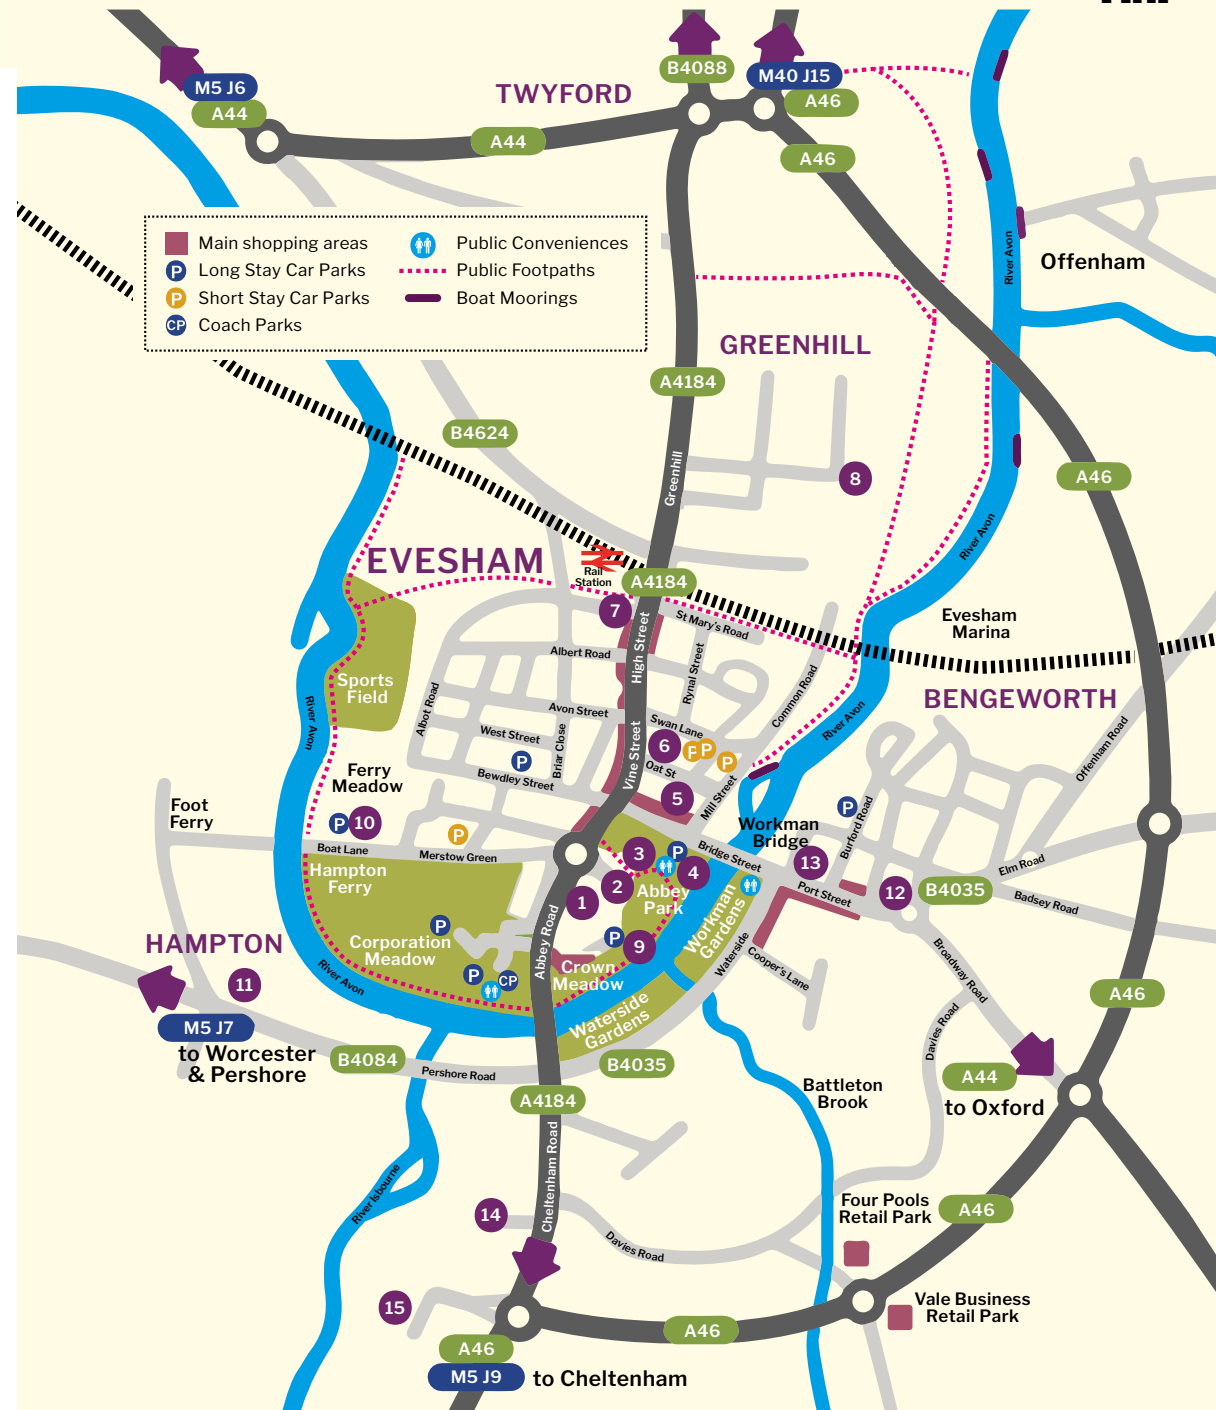 M5 J6
A44
A44
TWYFORD
B4088
M40 J15
A46
A46
River Avon
Offenham
Main shopping areas
P Long Stay Car Parks
P Short Stay Car Parks
CP Coach Parks
Public Conveniences
Public Footpaths
Boat Moorings
GREENHILL
A4184
B4624
Greenhill
8
A46
River Avon
EVESHAM
Rail
Station
A4184
7
St Mary's Road
High Street
Albert Road
Rynal Street
Evesham
Marina
BENGEWORTH
Sports
Field
River Avon
Albot Road
Avon Street
West Street
Briar Close
Bewdley Street
P
Vine Street
Swan Lane
6
P
P
P
Oat St
5
Mill Street
Common Road
River Avon
Offenham Road
Ferry
Meadow
Foot
Ferry
P
10
P
Boat Lane
Merstow Green
Workman
Bridge
P
Burford Road
Bridge Street
13
Port Street
12
B4035
Elm Road
Badsey Road
Hampton
Ferry
3
P
4
2
1
Abbey
Park
Workman
Gardens
Waterside
Cooper's Lane
Broadway Road
HAMPTON
11
M5 J7
to Worcester
& Pershore
Corporation
Meadow
P
P
CP
River Avon
Abbey Road
P
9
Crown
Meadow
Waterside
Gardens
B4084
Pershore Road
B4035
A4184
A46
Davies Road
A44
to Oxford
Battleton
Brook
River Isbourne
Cheltenham Road
14
Davies Road
Four Pools
Retail Park
A46
15
Vale Business
Retail Park
A46
A46
M5 J9
to Cheltenham